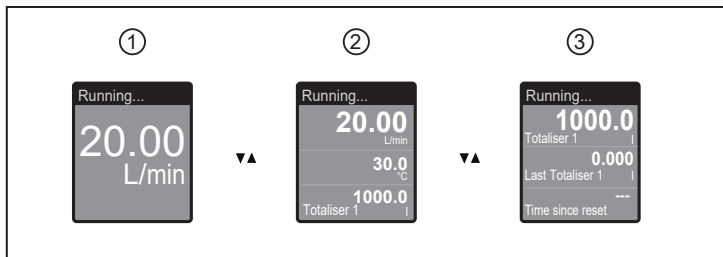 ①
②
③
Running...
20.00
L/min
▼▲
Running...
20.00
L/min
30.0
°C
1000.0
Totaliser 1 l
▼▲
Running...
1000.0
Totaliser 1 l
0.000
Last Totaliser 1 l
---
Time since reset